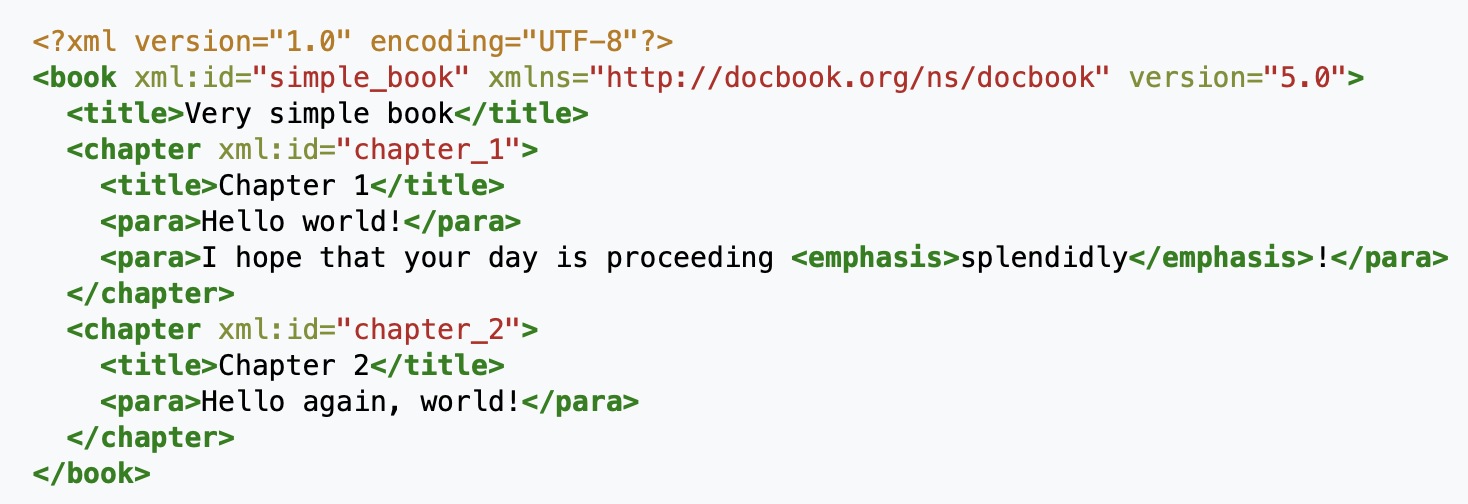 <?xml version="1.0" encoding="UTF-8"?>
<book xml:id="simple_book" xmlns="http://docbook.org/ns/docbook" version="5.0">
  <title>Very simple book</title>
  <chapter xml:id="chapter_1">
    <title>Chapter 1</title>
    <para>Hello world!</para>
    <para>I hope that your day is proceeding <emphasis>splendidly</emphasis>!</para>
  </chapter>
  <chapter xml:id="chapter_2">
    <title>Chapter 2</title>
    <para>Hello again, world!</para>
  </chapter>
</book>